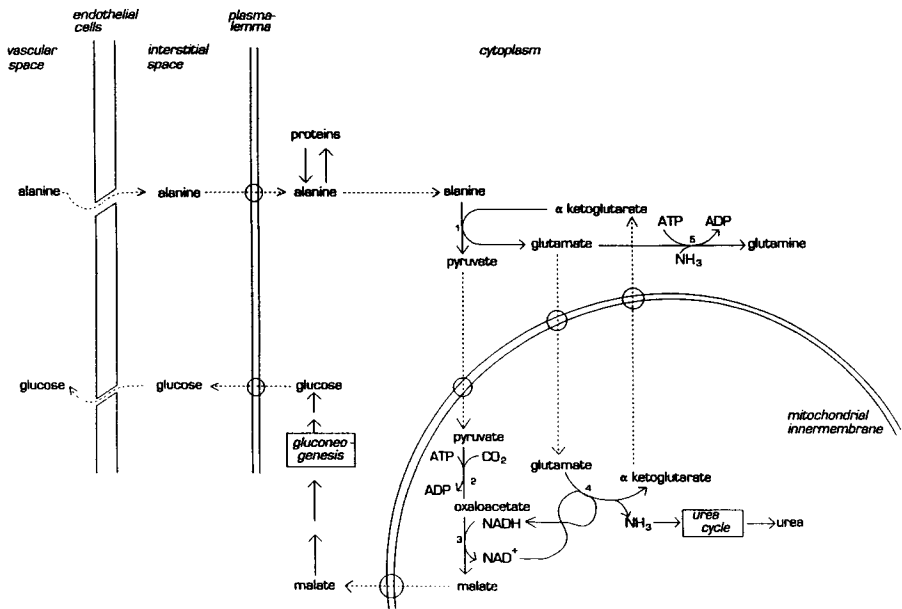 vascular
space
endothelial
cells
interstitial
space
plasma-
lemma
cytoplasm
proteins
alanine
alanine
alanine
alanine
α ketoglutarate
ATP
ADP
1
glutamate
5
glutamine
NH3
pyruvate
glucose
glucose
glucose
mitochondrial
innermembrane
gluconeo-
genesis
pyruvate
ATP
CO2
2
ADP
glutamate
4
α ketoglutarate
oxaloacetate
NADH
NH3
urea
cycle
urea
3
NAD+
malate
malate